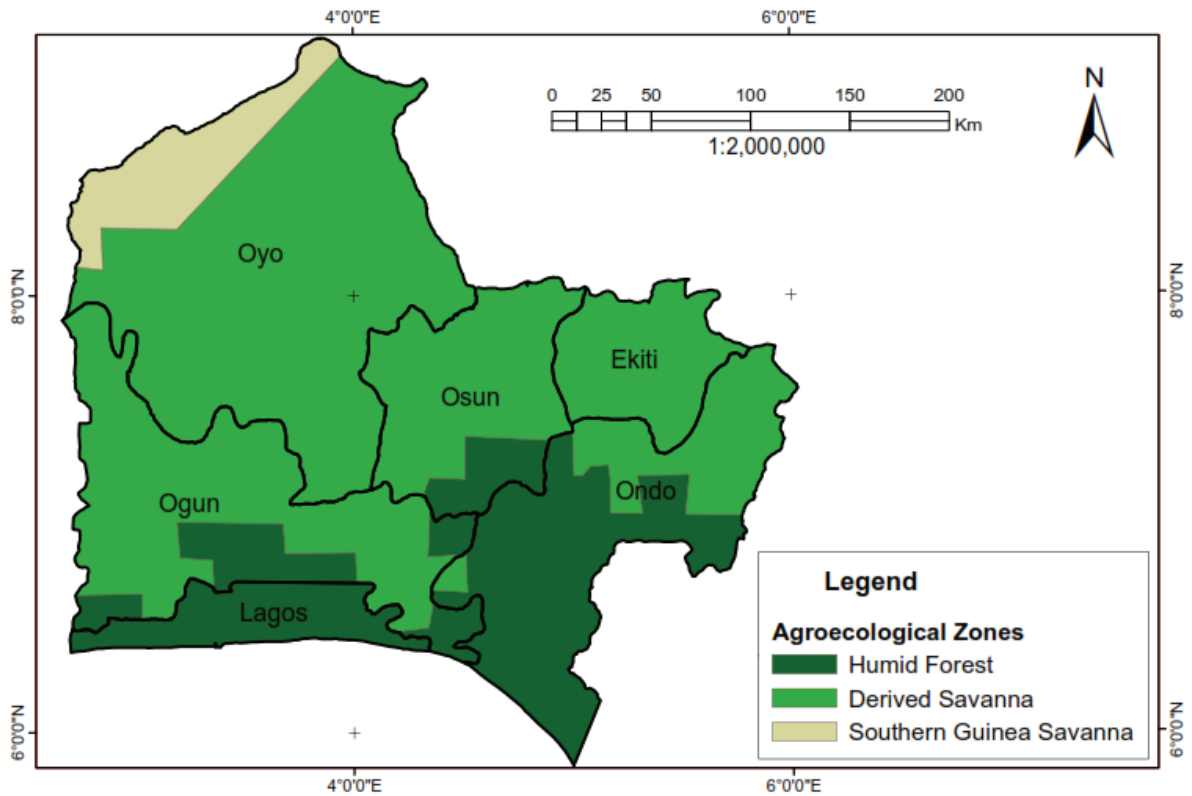 4°0'0"E 6°0'0"E
0 25 50 100 150 200
Km
1:2,000,000
N
8°0'0"N 8°0'0"N
Oyo
Ekiti
Osun
Ogun
Ondo
Lagos
Legend
Agroecological Zones
Humid Forest
Derived Savanna
Southern Guinea Savanna
6°0'0"N 6°0'0"N
4°0'0"E 6°0'0"E